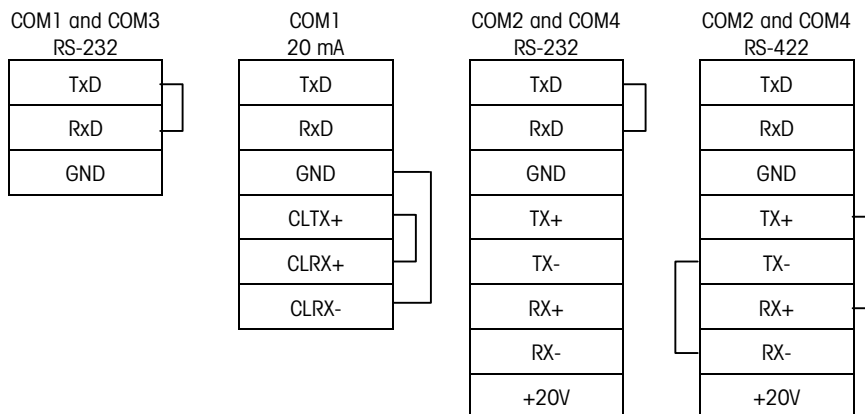 COM1 and COM3
RS-232
TxD
RxD
GND
COM1
20 mA
TxD
RxD
GND
CLTX+
CLRX+
CLRX-
COM2 and COM4
RS-232
TxD
RxD
GND
TX+
TX-
RX+
RX-
+20V
COM2 and COM4
RS-422
TxD
RxD
GND
TX+
TX-
RX+
RX-
+20V